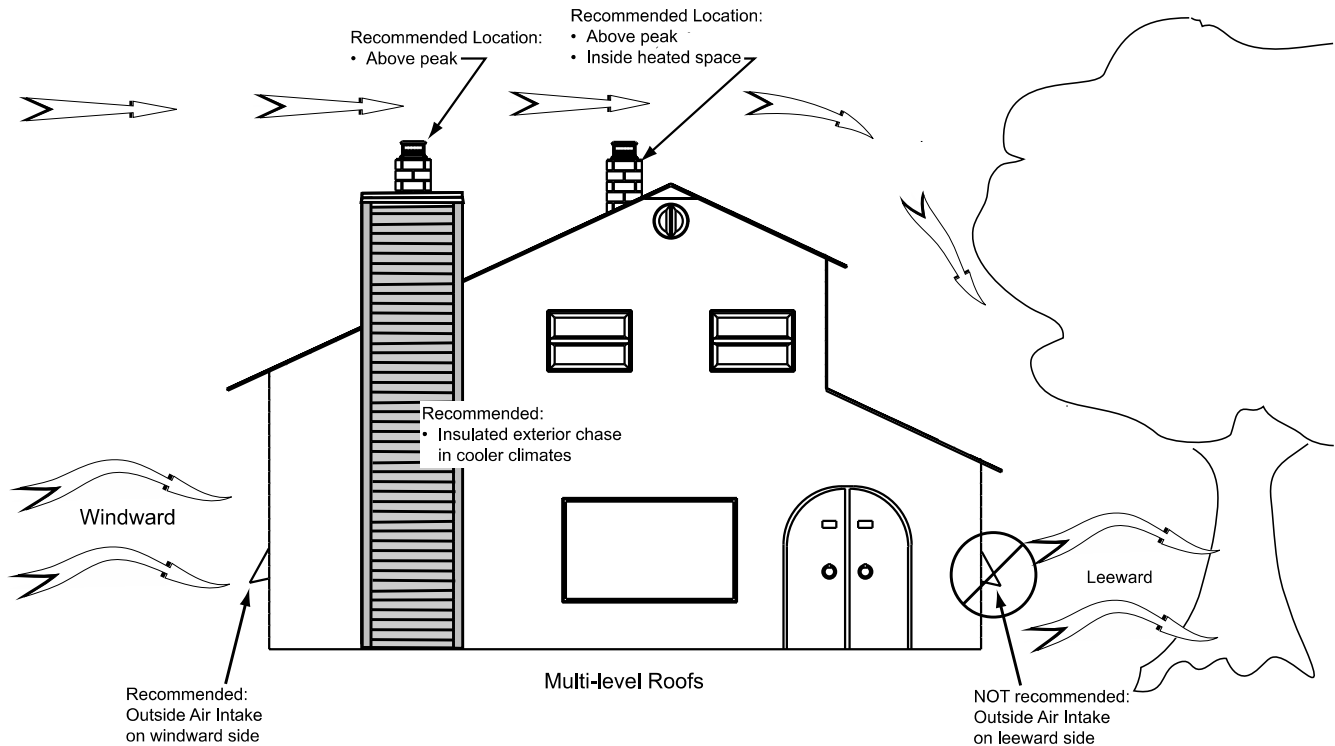 Recommended Location:
• Above peak
Recommended Location:
• Above peak
• Inside heated space
Recommended:
• Insulated exterior chase
in cooler climates
Windward
Leeward
Multi-level Roofs
Recommended:
Outside Air Intake
on windward side
NOT recommended:
Outside Air Intake
on leeward side